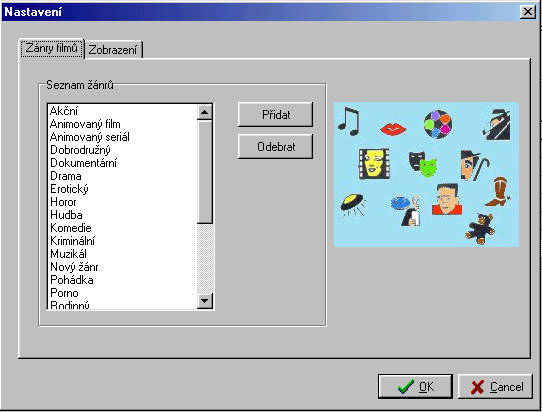 Nastavení
Žánry filmů
Zobrazení
Seznam žánrů
Akční
Animovaný film
Animovaný seriál
Dobrodružný
Dokumentární
Drama
Erotický
Horor
Hudba
Komedie
Kriminální
Muzikál
Nový žánr
Pohádka
Porno
Rodinný
Přidat
Odebrat
OK
Cancel